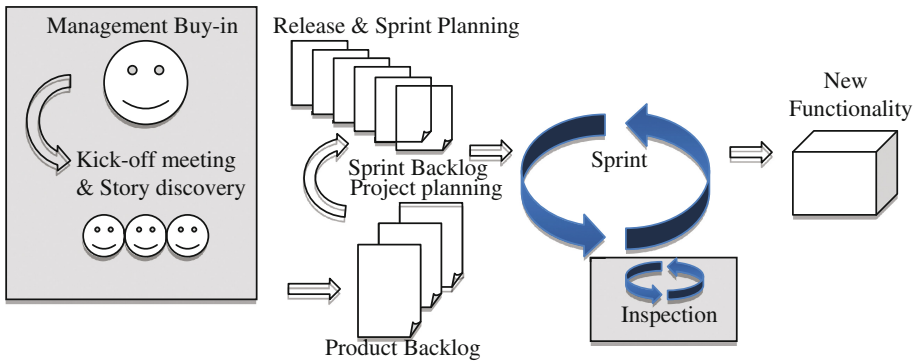 Management Buy-in
Kick-off meeting
& Story discovery
Release & Sprint Planning
Sprint Backlog
Project planning
Product Backlog
Sprint
Inspection
New
Functionality